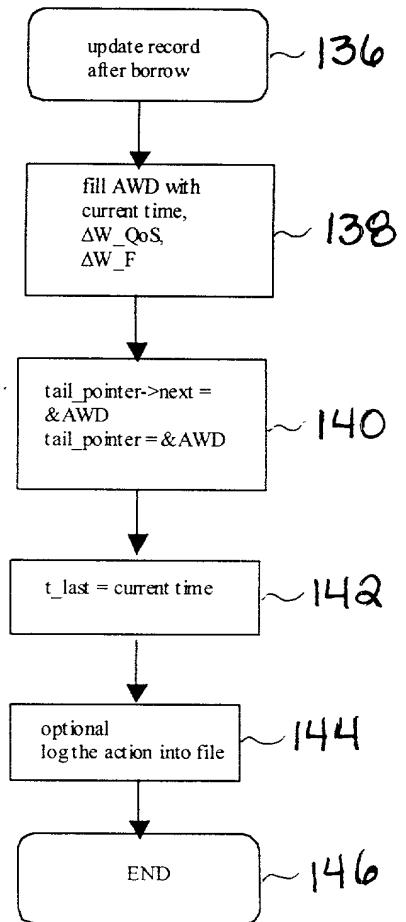 update record
after borrow
136
fill AWD with
current time,
ΔW_QoS,
ΔW_F
138
tail_pointer->next =
&AWD
tail_pointer = &AWD
140
t_last = current time
142
optional
log the action into file
144
END
146